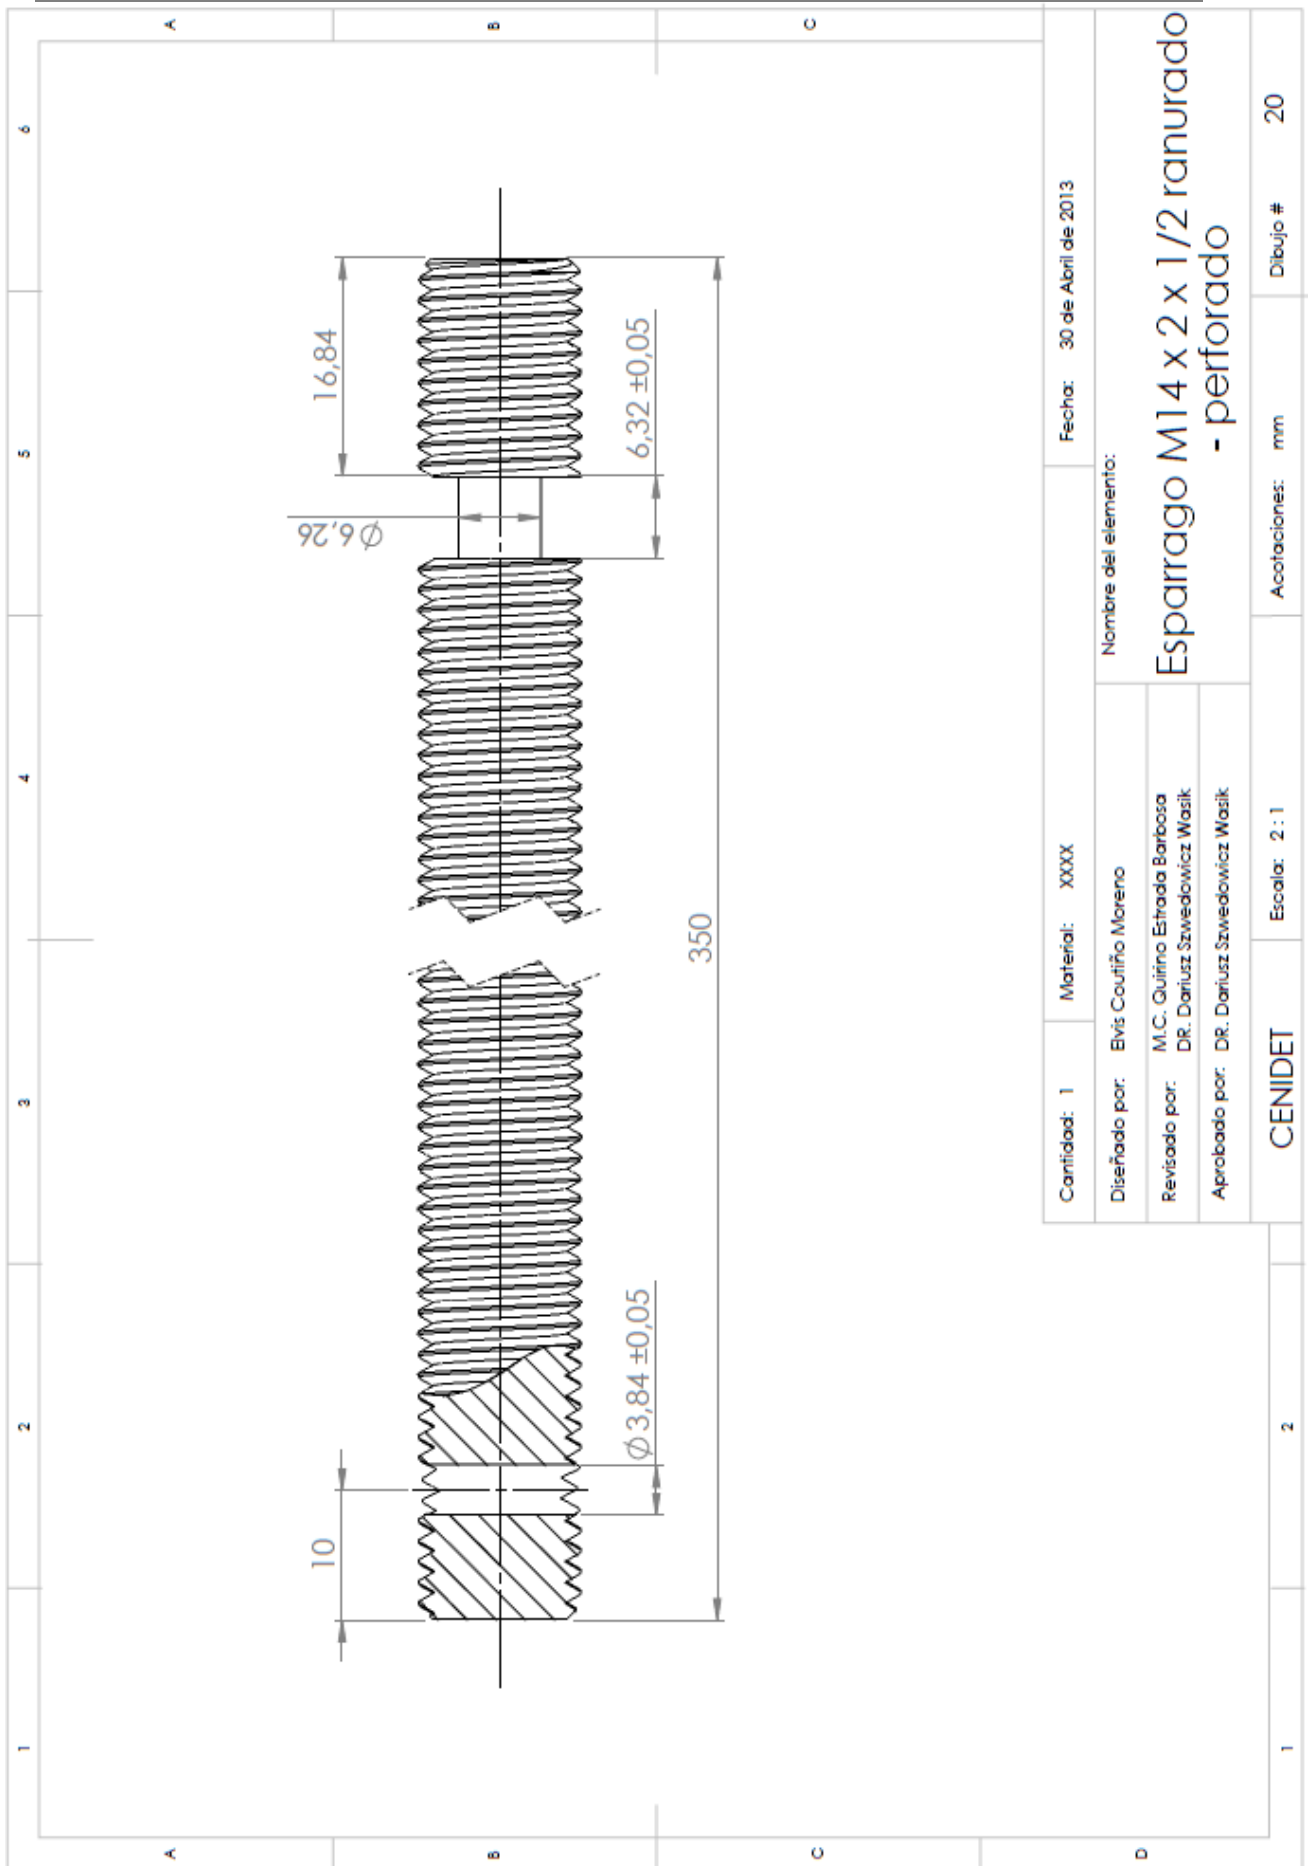 1
2
3
4
5
6
A
A
B
B
C
C
D
1
2
10
16,84
Ø6,26
Ø3,84 ±0,05
6,32 ±0,05
350
Cantidad: 1
Material: XXXX
Fecha: 30 de Abril de 2013
Diseñado por: Elvis Coutiño Moreno
Revisado por: M.C. Quirino Estrada Barbosa
DR. Dariusz Szwedowicz Wasik
Aprobado por: DR. Dariusz Szwedowicz Wasik
Nombre del elemento:
Esparrago M14 x 2 x 1/2 ranurado
- perforado
CENIDET
Escala: 2 : 1
Acotaciones: mm
Dibujo # 20